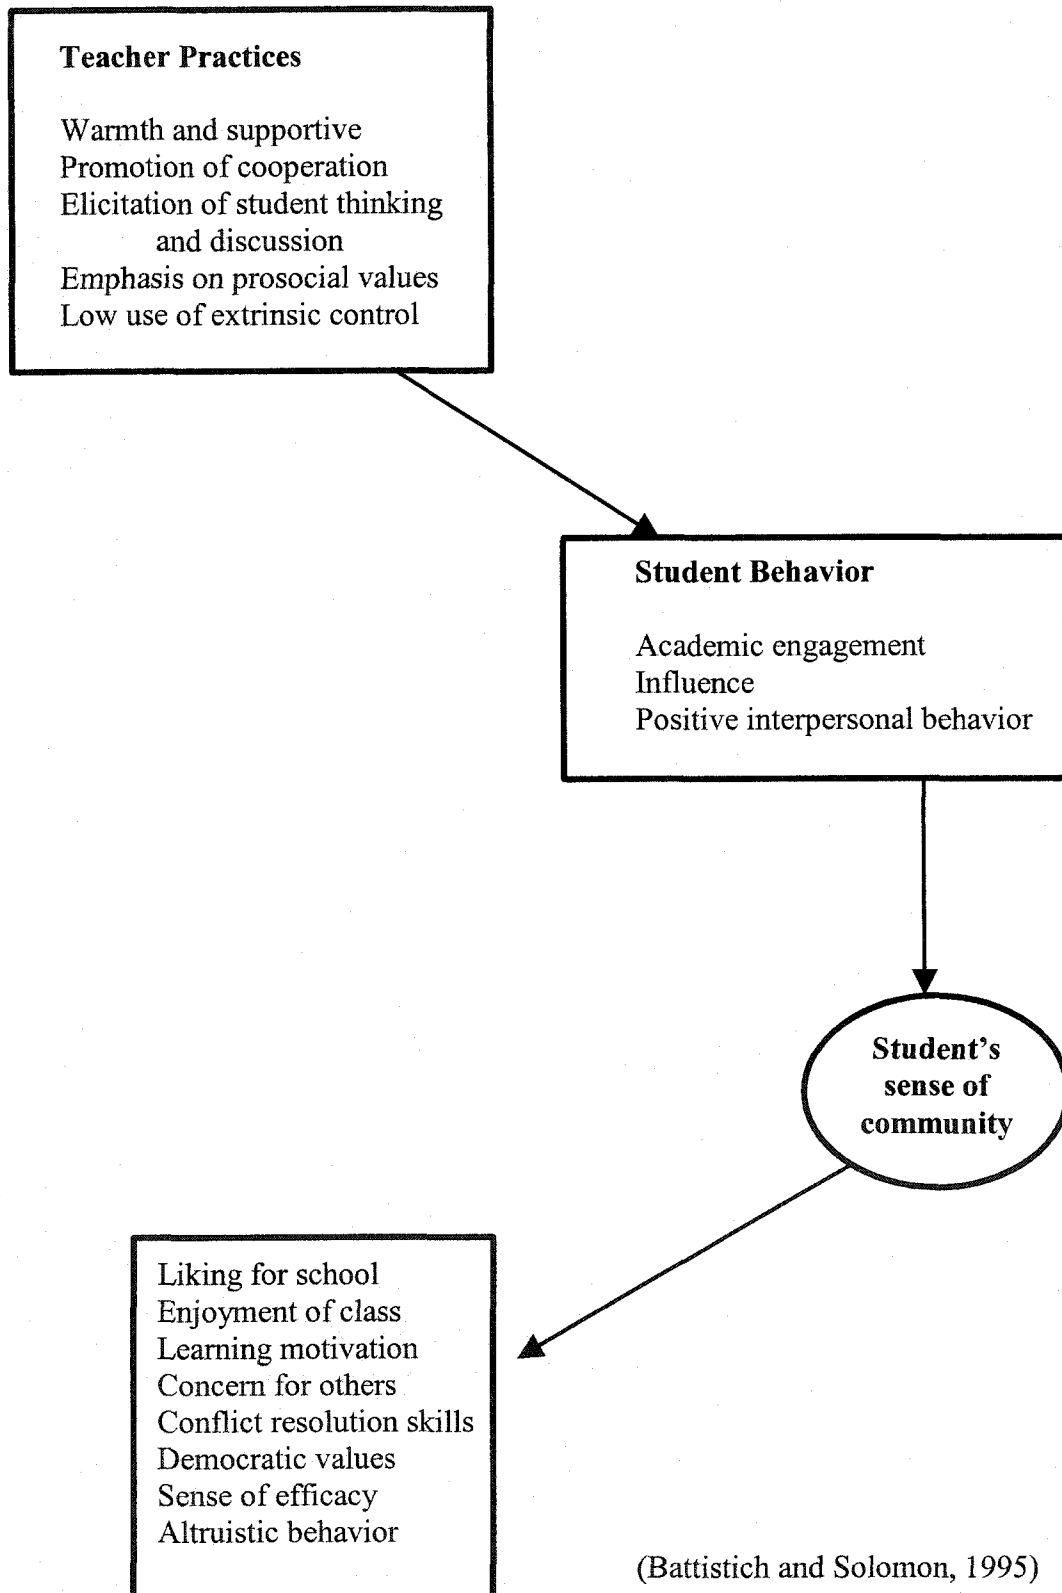 Teacher Practices
Warmth and supportive
Promotion of cooperation
Elicitation of student thinking
and discussion
Emphasis on prosocial values
Low use of extrinsic control
Student Behavior
Academic engagement
Influence
Positive interpersonal behavior
Student's
sense of
community
Liking for school
Enjoyment of class
Learning motivation
Concern for others
Conflict resolution skills
Democratic values
Sense of efficacy
Altruistic behavior
(Battistich and Solomon, 1995)